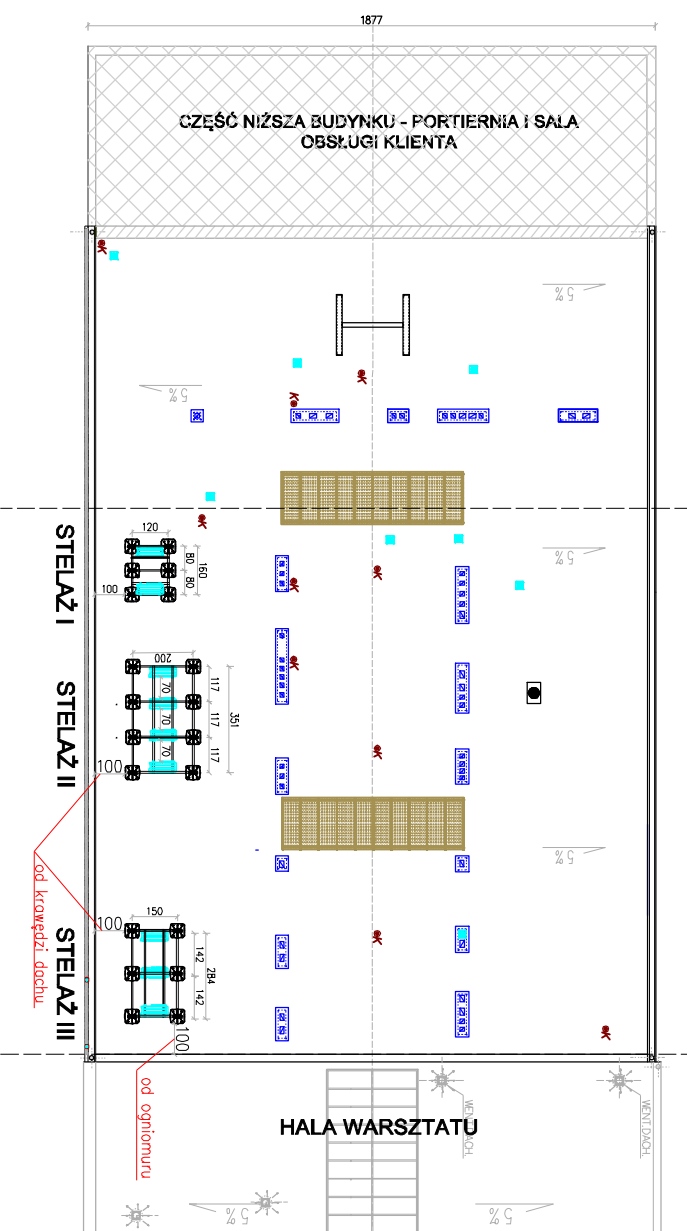 1877
CZĘŚĆ NIŻSZA BUDYNKU - PORTIERNIA I SALA
OBSŁUGI KLIENTA
5%
K
K
K
5%
K
120
80
160
80
100
STELAŻ I
5%
K
K
K
200
117
70
351
70
117
70
117
100
STELAŻ II
K
5%
od krawędzi dachu
100
150
142
284
142
100
STELAŻ III
K
K
od ogniomuru
HALA WARSZTATU
WENT.DACH.
WENT.DACH.
5%
5%